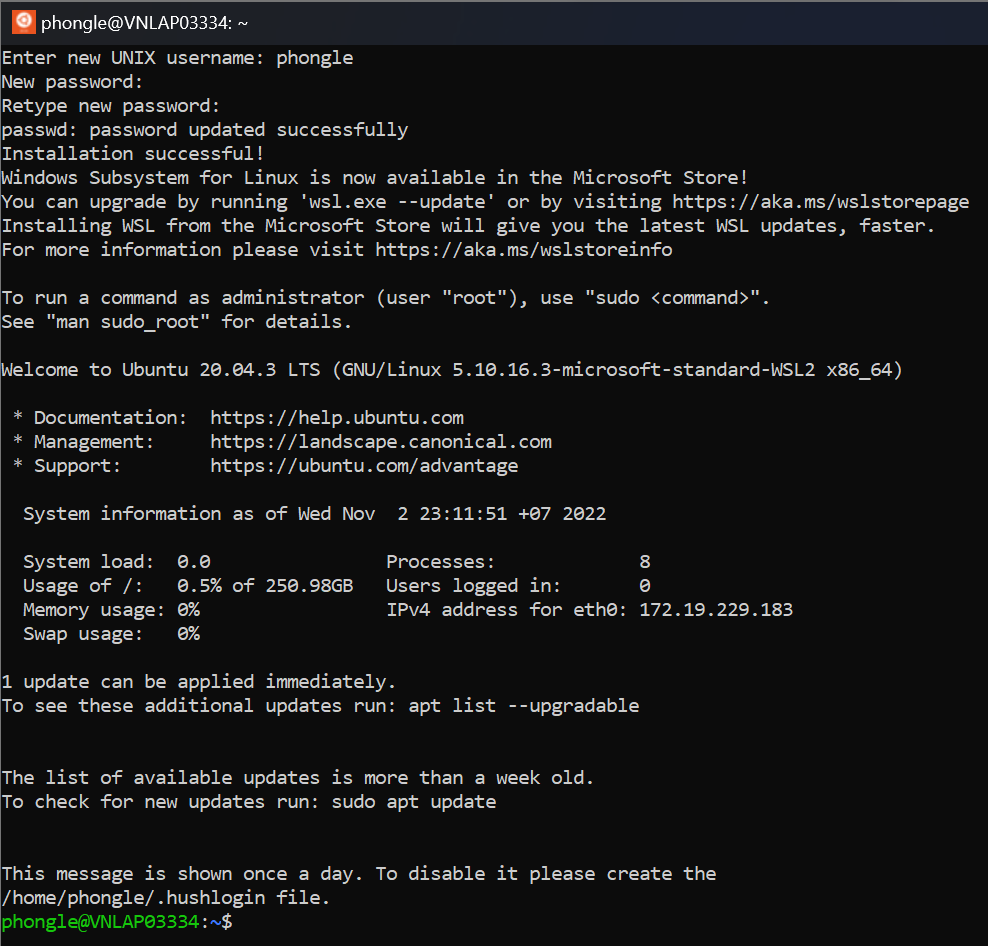 phongle@VNLAP03334: ~
Enter new UNIX username: phongle
New password:
Retype new password:
passwd: password updated successfully
Installation successful!
Windows Subsystem for Linux is now available in the Microsoft Store!
You can upgrade by running 'wsl.exe --update' or by visiting https://aka.ms/wslstorepage
Installing WSL from the Microsoft Store will give you the latest WSL updates, faster.
For more information please visit https://aka.ms/wslstoreinfo

To run a command as administrator (user "root"), use "sudo <command>".
See "man sudo_root" for details.

Welcome to Ubuntu 20.04.3 LTS (GNU/Linux 5.10.16.3-microsoft-standard-WSL2 x86_64)

 * Documentation:  https://help.ubuntu.com
 * Management:     https://landscape.canonical.com
 * Support:        https://ubuntu.com/advantage

  System information as of Wed Nov  2 23:11:51 +07 2022

  System load:  0.0                Processes:             8
  Usage of /:   0.5% of 250.98GB   Users logged in:       0
  Memory usage: 0%                 IPv4 address for eth0: 172.19.229.183
  Swap usage:   0%

1 update can be applied immediately.
To see these additional updates run: apt list --upgradable


The list of available updates is more than a week old.
To check for new updates run: sudo apt update


This message is shown once a day. To disable it please create the
/home/phongle/.hushlogin file.
phongle@VNLAP03334:~$